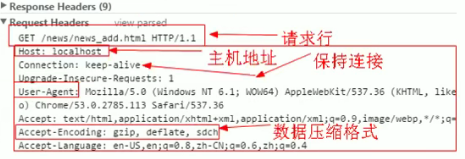 Response Headers (9)
Request Headers view parsed
GET /news/news_add.html HTTP/1.1 请求行
Host: localhost 主机地址
Connection: keep-alive 保持连接
Upgrade-Insecure-Requests: 1
User-Agent: Mozilla/5.0 (Windows NT 6.1; WOW64) AppleWebKit/537.36 (KHTML, like
o) Chrome/53.0.2785.113 Safari/537.36
Accept: text/html,application/xhtml+xml,application/xml;q=0.9,image/webp,*/*;q=
Accept-Encoding: gzip, deflate, sdch 数据压缩格式
Accept-Language: en-US,en;q=0.8,zh-CN;q=0.6,zh;q=0.4